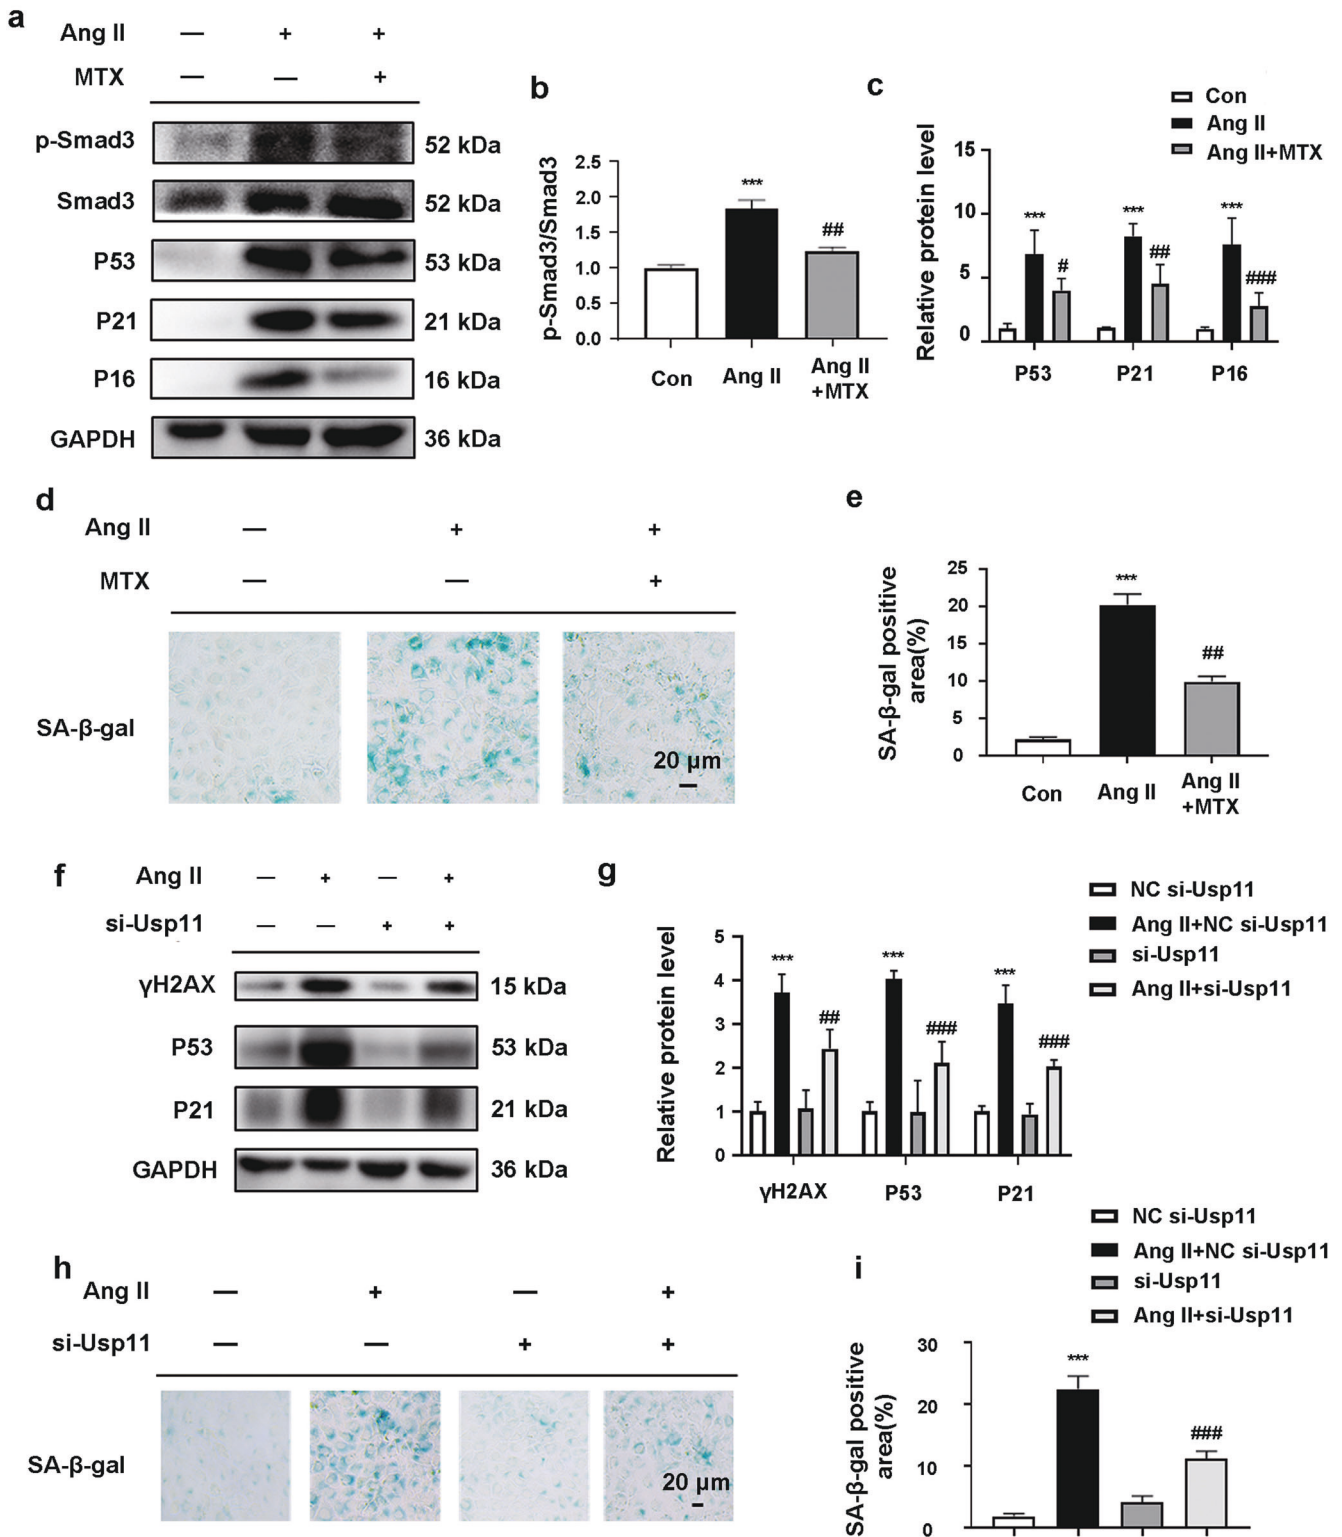 a
Ang II — + +
MTX — — +
p-Smad3 52 kDa
Smad3 52 kDa
P53 53 kDa
P21 21 kDa
P16 16 kDa
GAPDH 36 kDa
b
p-Smad3/Smad3
2.5
2.0
1.5
1.0
0.5
0.0
***
##
Con
Ang II
Ang II
+MTX
c
Con
Ang II
Ang II+MTX
Relative protein level
15
10
5
0
*** # *** ## *** ###
P53 P21 P16
d
Ang II — + +
MTX — — +
SA-β-gal
20 μm
e
SA-β-gal positive
area(%)
25
20
15
10
5
0
***
##
Con
Ang II
Ang II
+MTX
f
Ang II — + — +
si-Usp11 — — + +
γH2AX 15 kDa
P53 53 kDa
P21 21 kDa
GAPDH 36 kDa
g
NC si-Usp11
Ang II+NC si-Usp11
si-Usp11
Ang II+si-Usp11
Relative protein level
5
4
3
2
1
0
*** ## *** ### *** ###
γH2AX P53 P21
h
Ang II — + — +
si-Usp11 — — + +
SA-β-gal
20 μm
i
NC si-Usp11
Ang II+NC si-Usp11
si-Usp11
Ang II+si-Usp11
SA-β-gal positive
area(%)
30
20
10
0
***
###